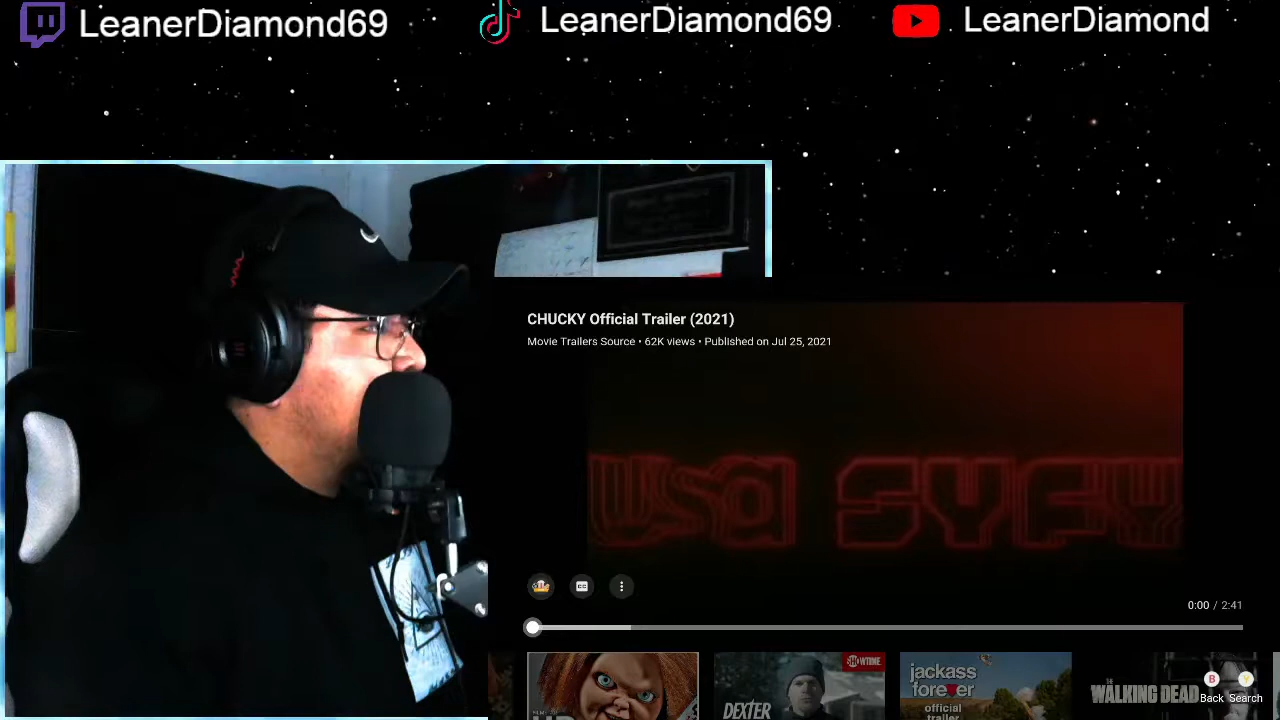 LeanerDiamond69
LeanerDiamond69
LeanerDiamond
CHUCKY Official Trailer (2021)
Movie Trailers Source • 62K views • Published on Jul 25, 2021
USA SYFY
CC
0:00 / 2:41
SHOWTIME
DEXTER
jackass
forever
official
trailer
THE
WALKING DEAD
B
Y
Back
Search